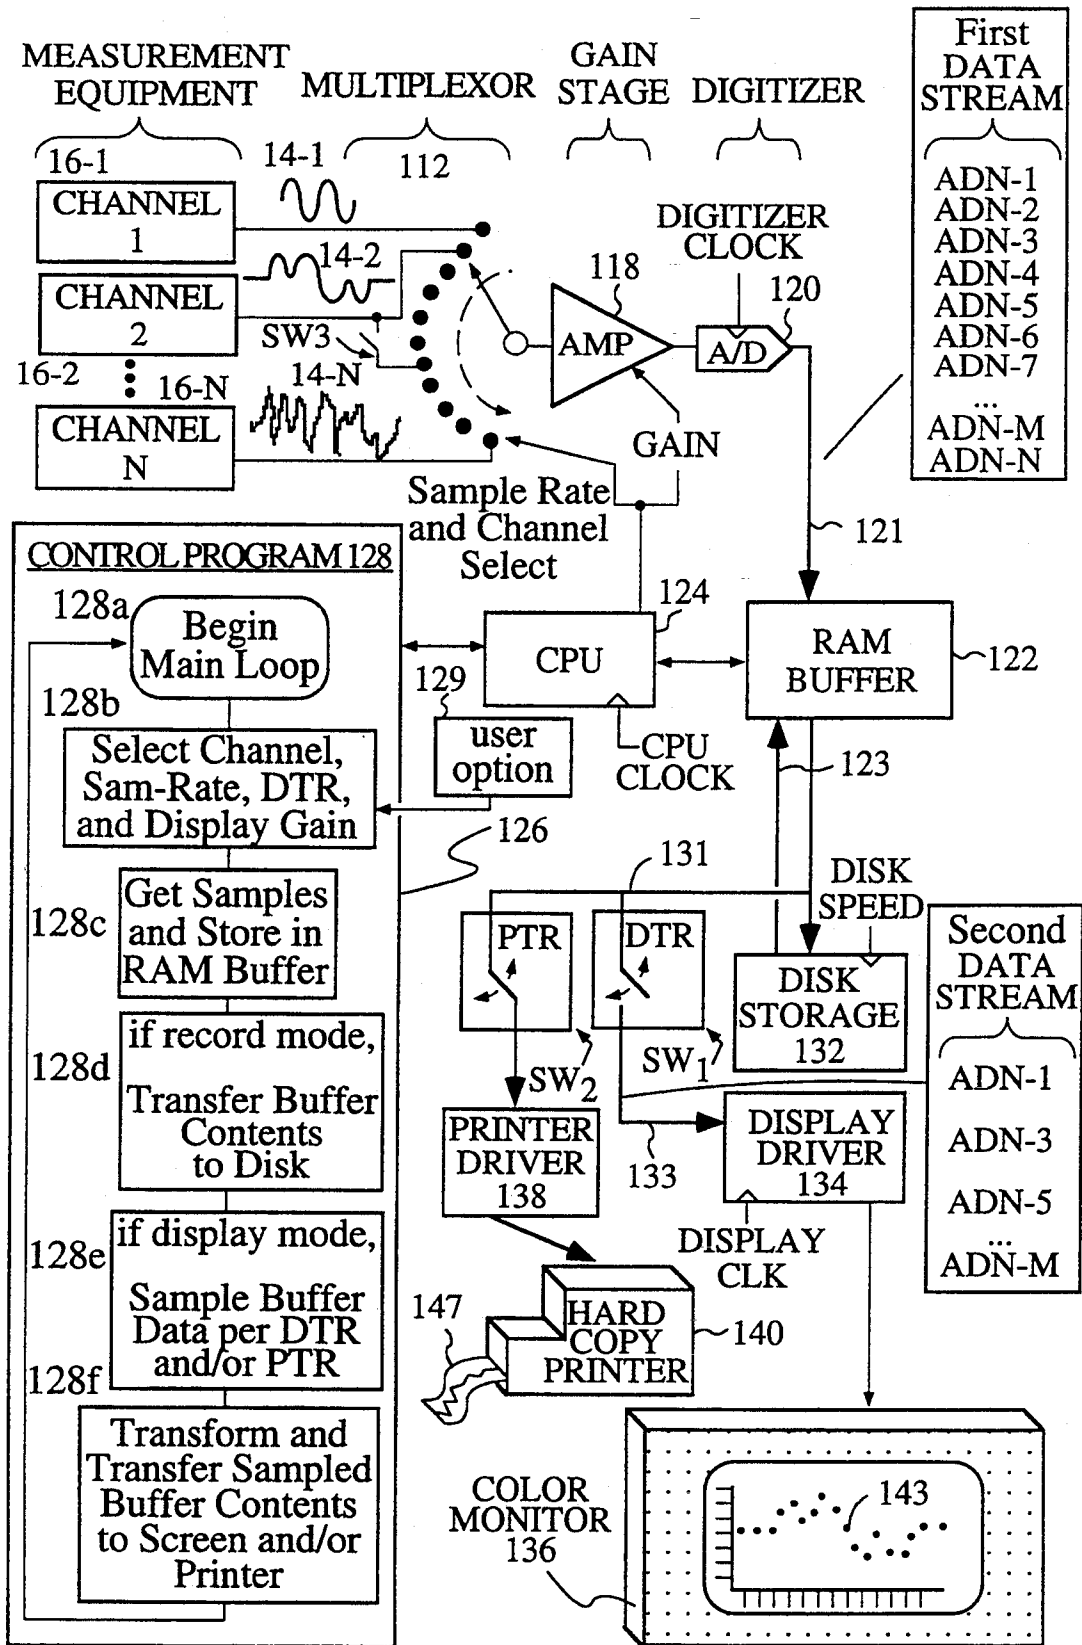 MEASUREMENT
EQUIPMENT
MULTIPLEXOR
GAIN
STAGE
DIGITIZER
First
DATA
STREAM
ADN-1
ADN-2
ADN-3
ADN-4
ADN-5
ADN-6
ADN-7
...
ADN-M
ADN-N
16-1
14-1
112
CHANNEL
1
14-2
CHANNEL
2
SW3
16-2
16-N
14-N
CHANNEL
N
118
AMP
DIGITIZER
CLOCK
120
A/D
GAIN
Sample Rate
and Channel
Select
121
CONTROL PROGRAM 128
128a
Begin
Main Loop
128b
Select Channel,
Sam-Rate, DTR,
and Display Gain
128c
Get Samples
and Store in
RAM Buffer
128d
if record mode,
Transfer Buffer
Contents
to Disk
128e
if display mode,
Sample Buffer
Data per DTR
and/or PTR
128f
Transform and
Transfer Sampled
Buffer Contents
to Screen and/or
Printer
124
CPU
CPU
CLOCK
129
user
option
126
RAM
BUFFER
122
123
131
PTR
DTR
SW2
SW1
DISK
SPEED
DISK
STORAGE
132
Second
DATA
STREAM
ADN-1
ADN-3
ADN-5
...
ADN-M
PRINTER
DRIVER
138
133
DISPLAY
DRIVER
134
DISPLAY
CLK
147
HARD
COPY
PRINTER
140
COLOR
MONITOR
136
143